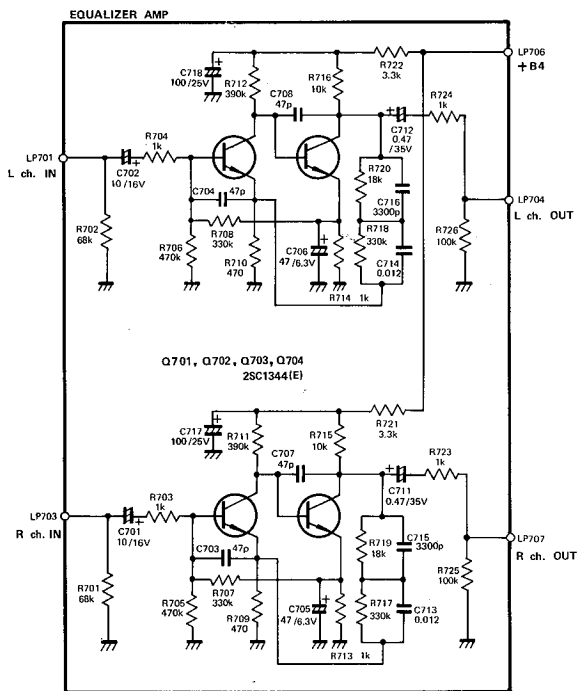 EQUALIZER AMP
C718
100/25V
R712
390k
C708
47p
R716
10k
R722
3.3k
LP706
+B4
R724
1k
C712
0.47
/35V
LP701
L ch. IN
R704
1k
C702
10/16V
C704
47p
R720
18k
C716
3300p
LP704
L ch. OUT
R702
68k
R706
470k
R708
330k
R710
470
C706
47/6.3V
R718
330k
C714
0.012
R726
100k
R714 1k
Q701, Q702, Q703, Q704
2SC1344(E)
C717
100/25V
R711
390k
C707
47p
R715
10k
R721
3.3k
R723
1k
C711
0.47/35V
LP703
R ch. IN
R703
1k
C701
10/16V
C703
47p
R719
18k
C715
3300p
LP707
R ch. OUT
R701
68k
R705
470k
R707
330k
R709
470
C705
47/6.3V
R717
330k
C713
0.012
R725
100k
R713 1k